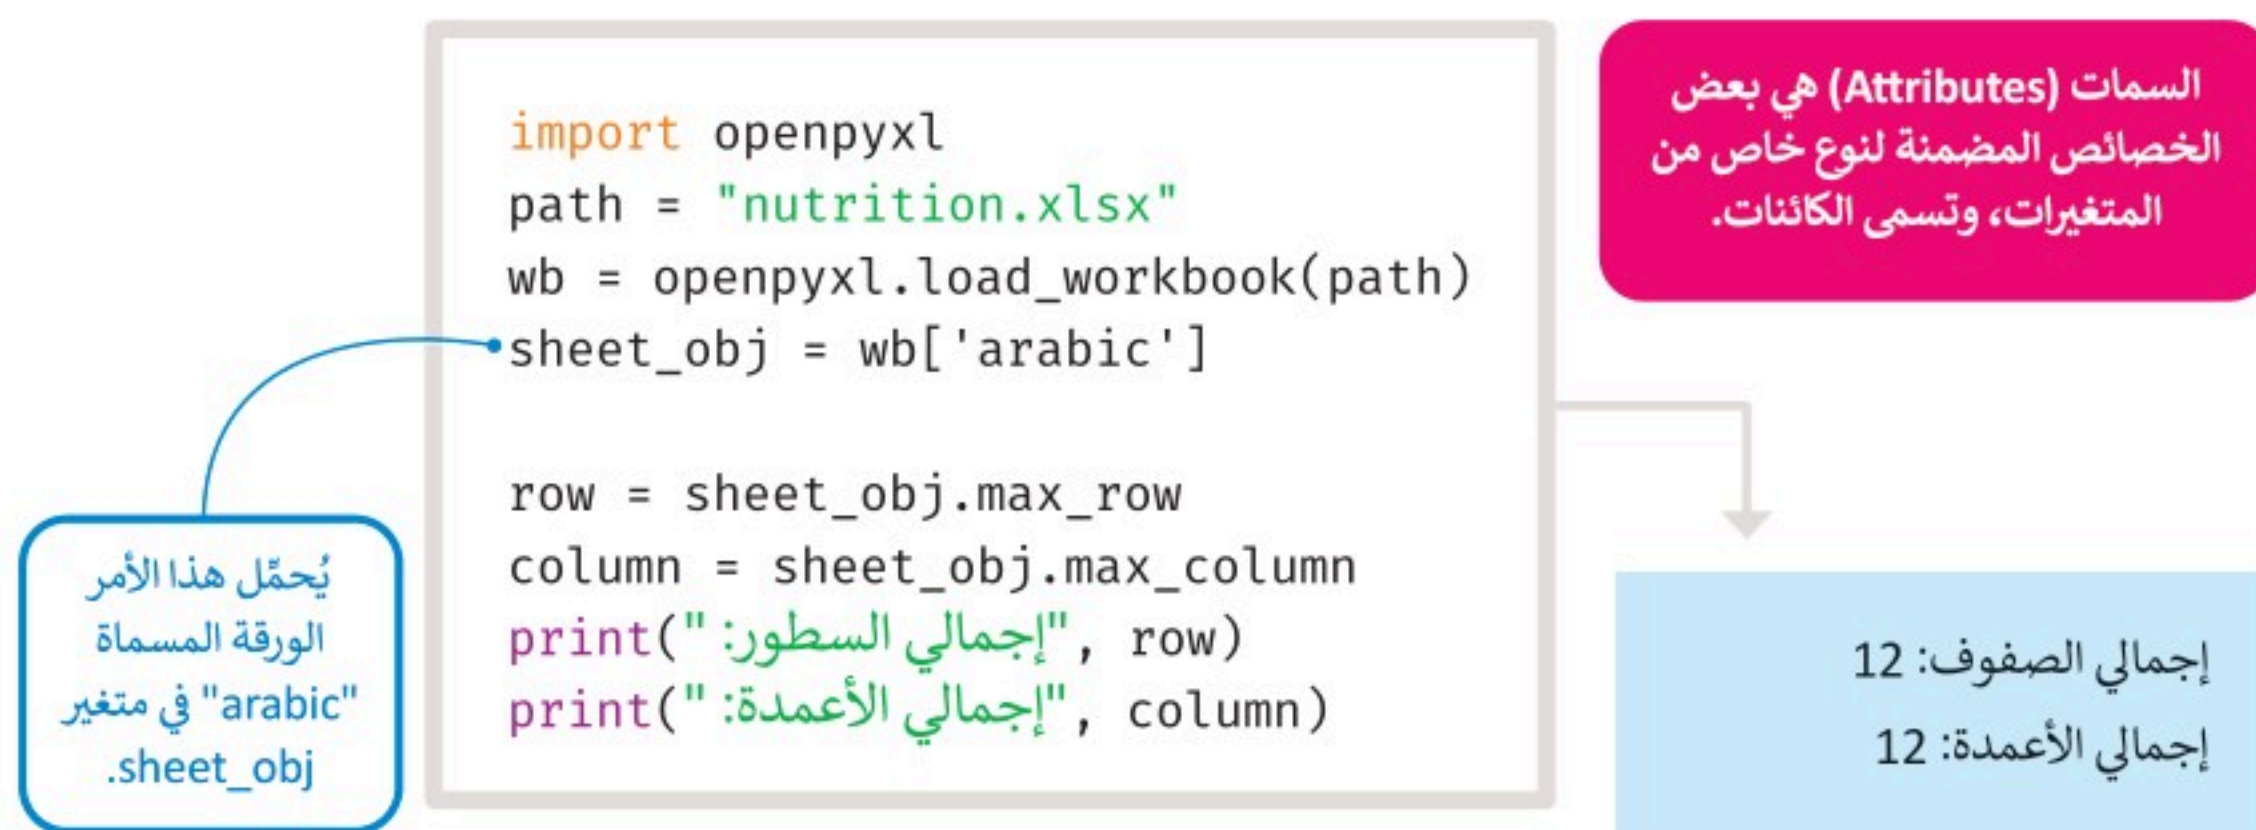 السمات (Attributes) هي بعض
الخصائص المضمنة لنوع خاص من
المتغيرات، وتسمى الكائنات.
import openpyxl
path = "nutrition.xlsx"
wb = openpyxl.load_workbook(path)
sheet_obj = wb['arabic']
row = sheet_obj.max_row
column = sheet_obj.max_column
print("إجمالي السطور: ", row)
print("إجمالي الأعمدة: ", column)
يُحمِّل هذا الأمر
الورقة المسماة
"arabic" في متغير
sheet_obj.
إجمالي الصفوف: 12
إجمالي الأعمدة: 12